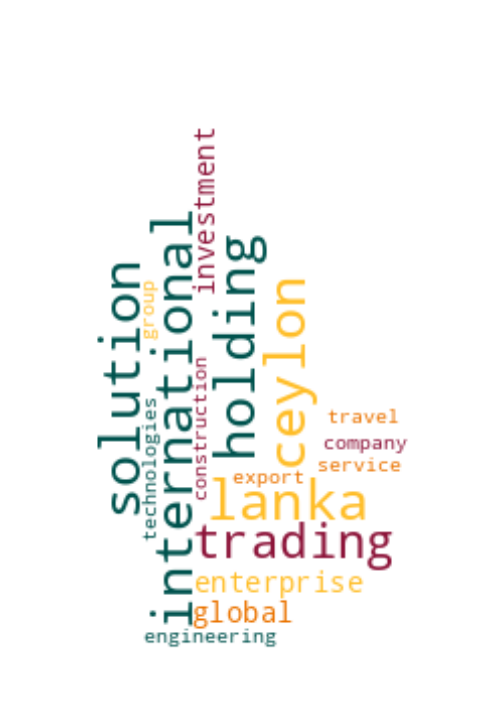 investment
international
holding
solution
group
ceylon
construction
technologies
travel
company
service
export
lanka
trading
enterprise
global
engineering